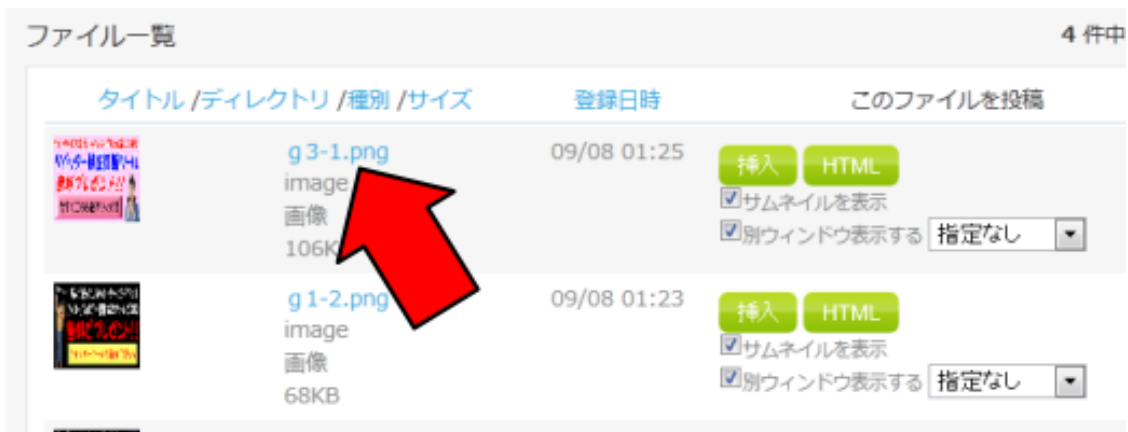 ファイル一覧 4 件中
タイトル /ディレクトリ /種別 /サイズ 登録日時 このファイルを投稿
g3-1.png 09/08 01:25 挿入 HTML
image
サムネイルを表示
画像
別ウィンドウ表示する 指定なし
106K
g1-2.png 09/08 01:23 挿入 HTML
image
サムネイルを表示
画像
別ウィンドウ表示する 指定なし
68KB